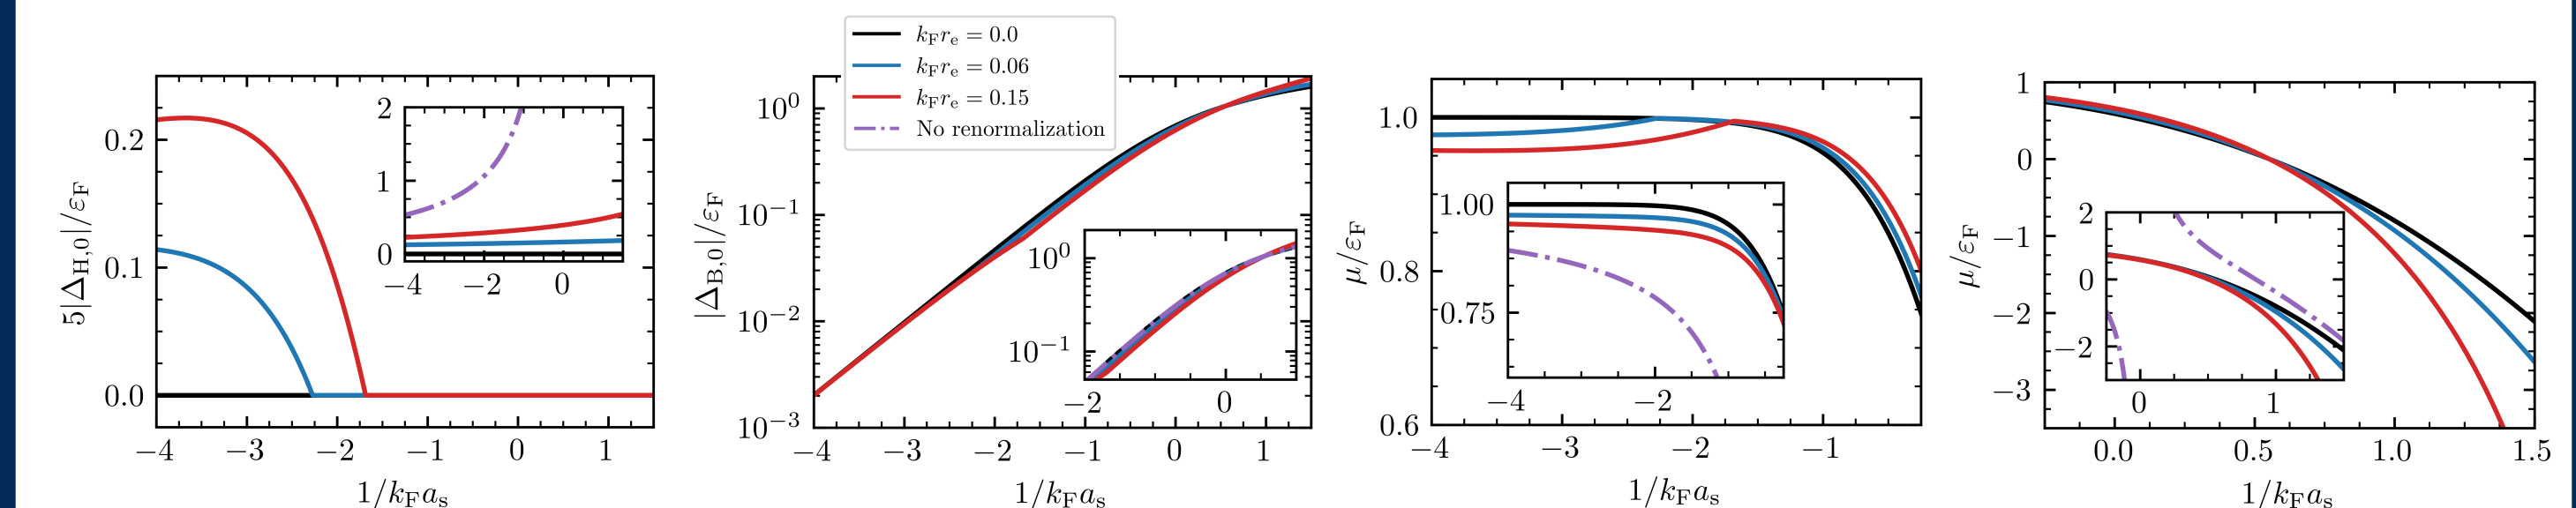 5|Δ_{H,0}|/ε_F
0.2
0.1
0.0
−4 −3 −2 −1 0 1
1/k_F a_s
2
1
0
−4 −2 0
k_F r_e = 0.0
k_F r_e = 0.06
k_F r_e = 0.15
No renormalization
|Δ_{B,0}|/ε_F
10^0
10^{−1}
10^{−2}
10^{−3}
−4 −3 −2 −1 0 1
1/k_F a_s
10^0
10^{−1}
−2 0
μ/ε_F
1.0
0.8
0.6
−4 −3 −2 −1
1/k_F a_s
1.00
0.75
−4 −2
μ/ε_F
1
0
−1
−2
−3
0.0 0.5 1.0 1.5
1/k_F a_s
2
0
−2
0 1